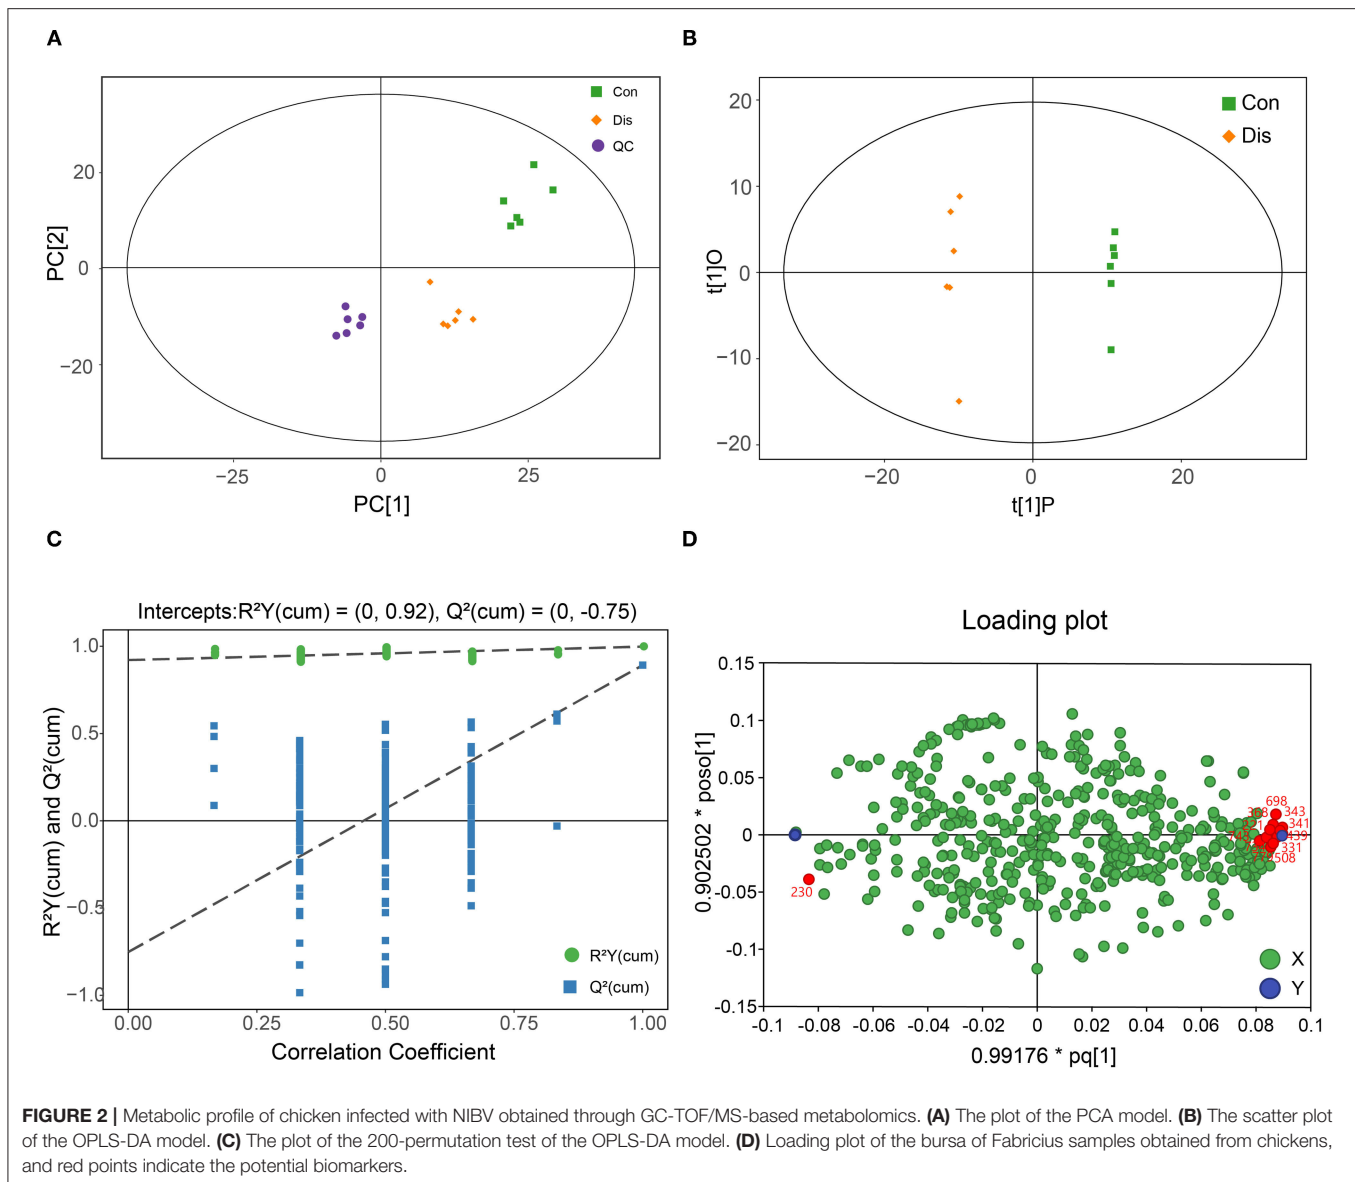 A
Con
Dis
QC
20
0
−20
−25
0
25
PC[2]
PC[1]
B
Con
Dis
20
10
0
−10
−20
−20
0
20
t[1]O
t[1]P
C
Intercepts:R²Y(cum) = (0, 0.92), Q²(cum) = (0, -0.75)
1.0
0.5
0.0
−0.5
−1.0
0.00
0.25
0.50
0.75
1.00
R²Y(cum) and Q²(cum)
Correlation Coefficient
R²Y(cum)
Q²(cum)
D
Loading plot
0.15
0.1
0.05
0
-0.05
-0.1
-0.15
-0.1
-0.08
-0.06
-0.04
-0.02
0
0.02
0.04
0.06
0.08
0.1
0.902502 * poso[1]
0.99176 * pq[1]
698
343
341
439
331
508
230
X
Y
FIGURE 2 | Metabolic profile of chicken infected with NIBV obtained through GC-TOF/MS-based metabolomics. (A) The plot of the PCA model. (B) The scatter plot
of the OPLS-DA model. (C) The plot of the 200-permutation test of the OPLS-DA model. (D) Loading plot of the bursa of Fabricius samples obtained from chickens,
and red points indicate the potential biomarkers.